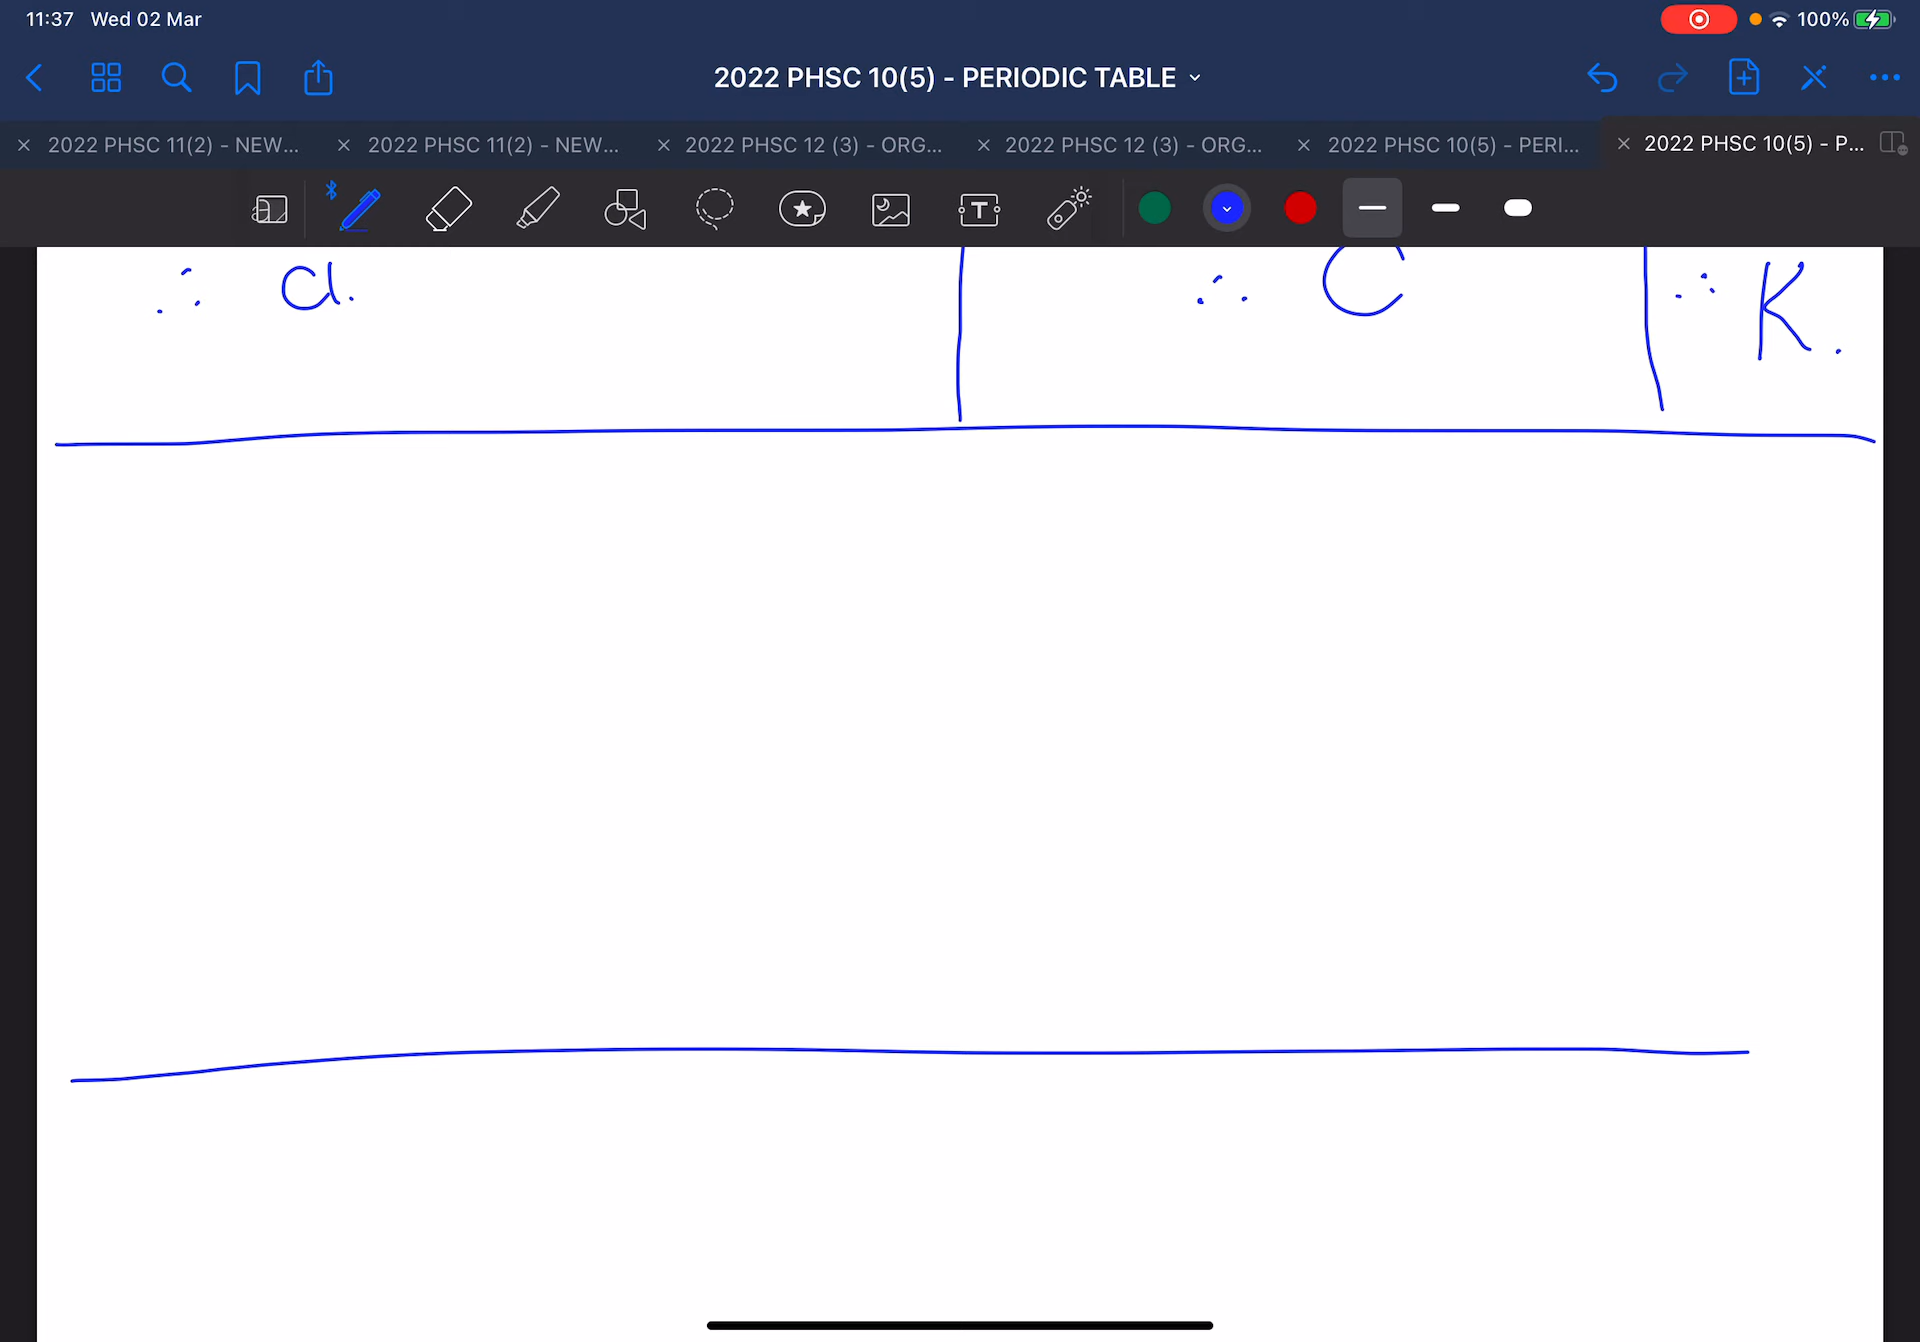 11:37 Wed 02 Mar 100%
2022 PHSC 10(5) - PERIODIC TABLE
2022 PHSC 11(2) - NEW... 2022 PHSC 11(2) - NEW... 2022 PHSC 12 (3) - ORG... 2022 PHSC 12 (3) - ORG... 2022 PHSC 10(5) - PERI... 2022 PHSC 10(5) - P...
T
∴ Cl. ∴ C ∴ K.